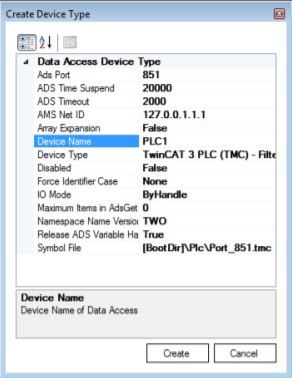 Create Device Type
Data Access Device Type
Ads Port 851
ADS Time Suspend 20000
ADS Timeout 2000
AMS Net ID 127.0.0.1.1.1
Array Expansion False
Device Name PLC1
Device Type TwinCAT 3 PLC (TMC) - Filte
Disabled False
Force Identifier Case None
IO Mode ByHandle
Maximum Items in AdsGet 0
Namespace Name Version TWO
Release ADS Variable Ha True
Symbol File [BootDir]\Plc\Port_851.tmc
Device Name
Device Name of Data Access
Create Cancel